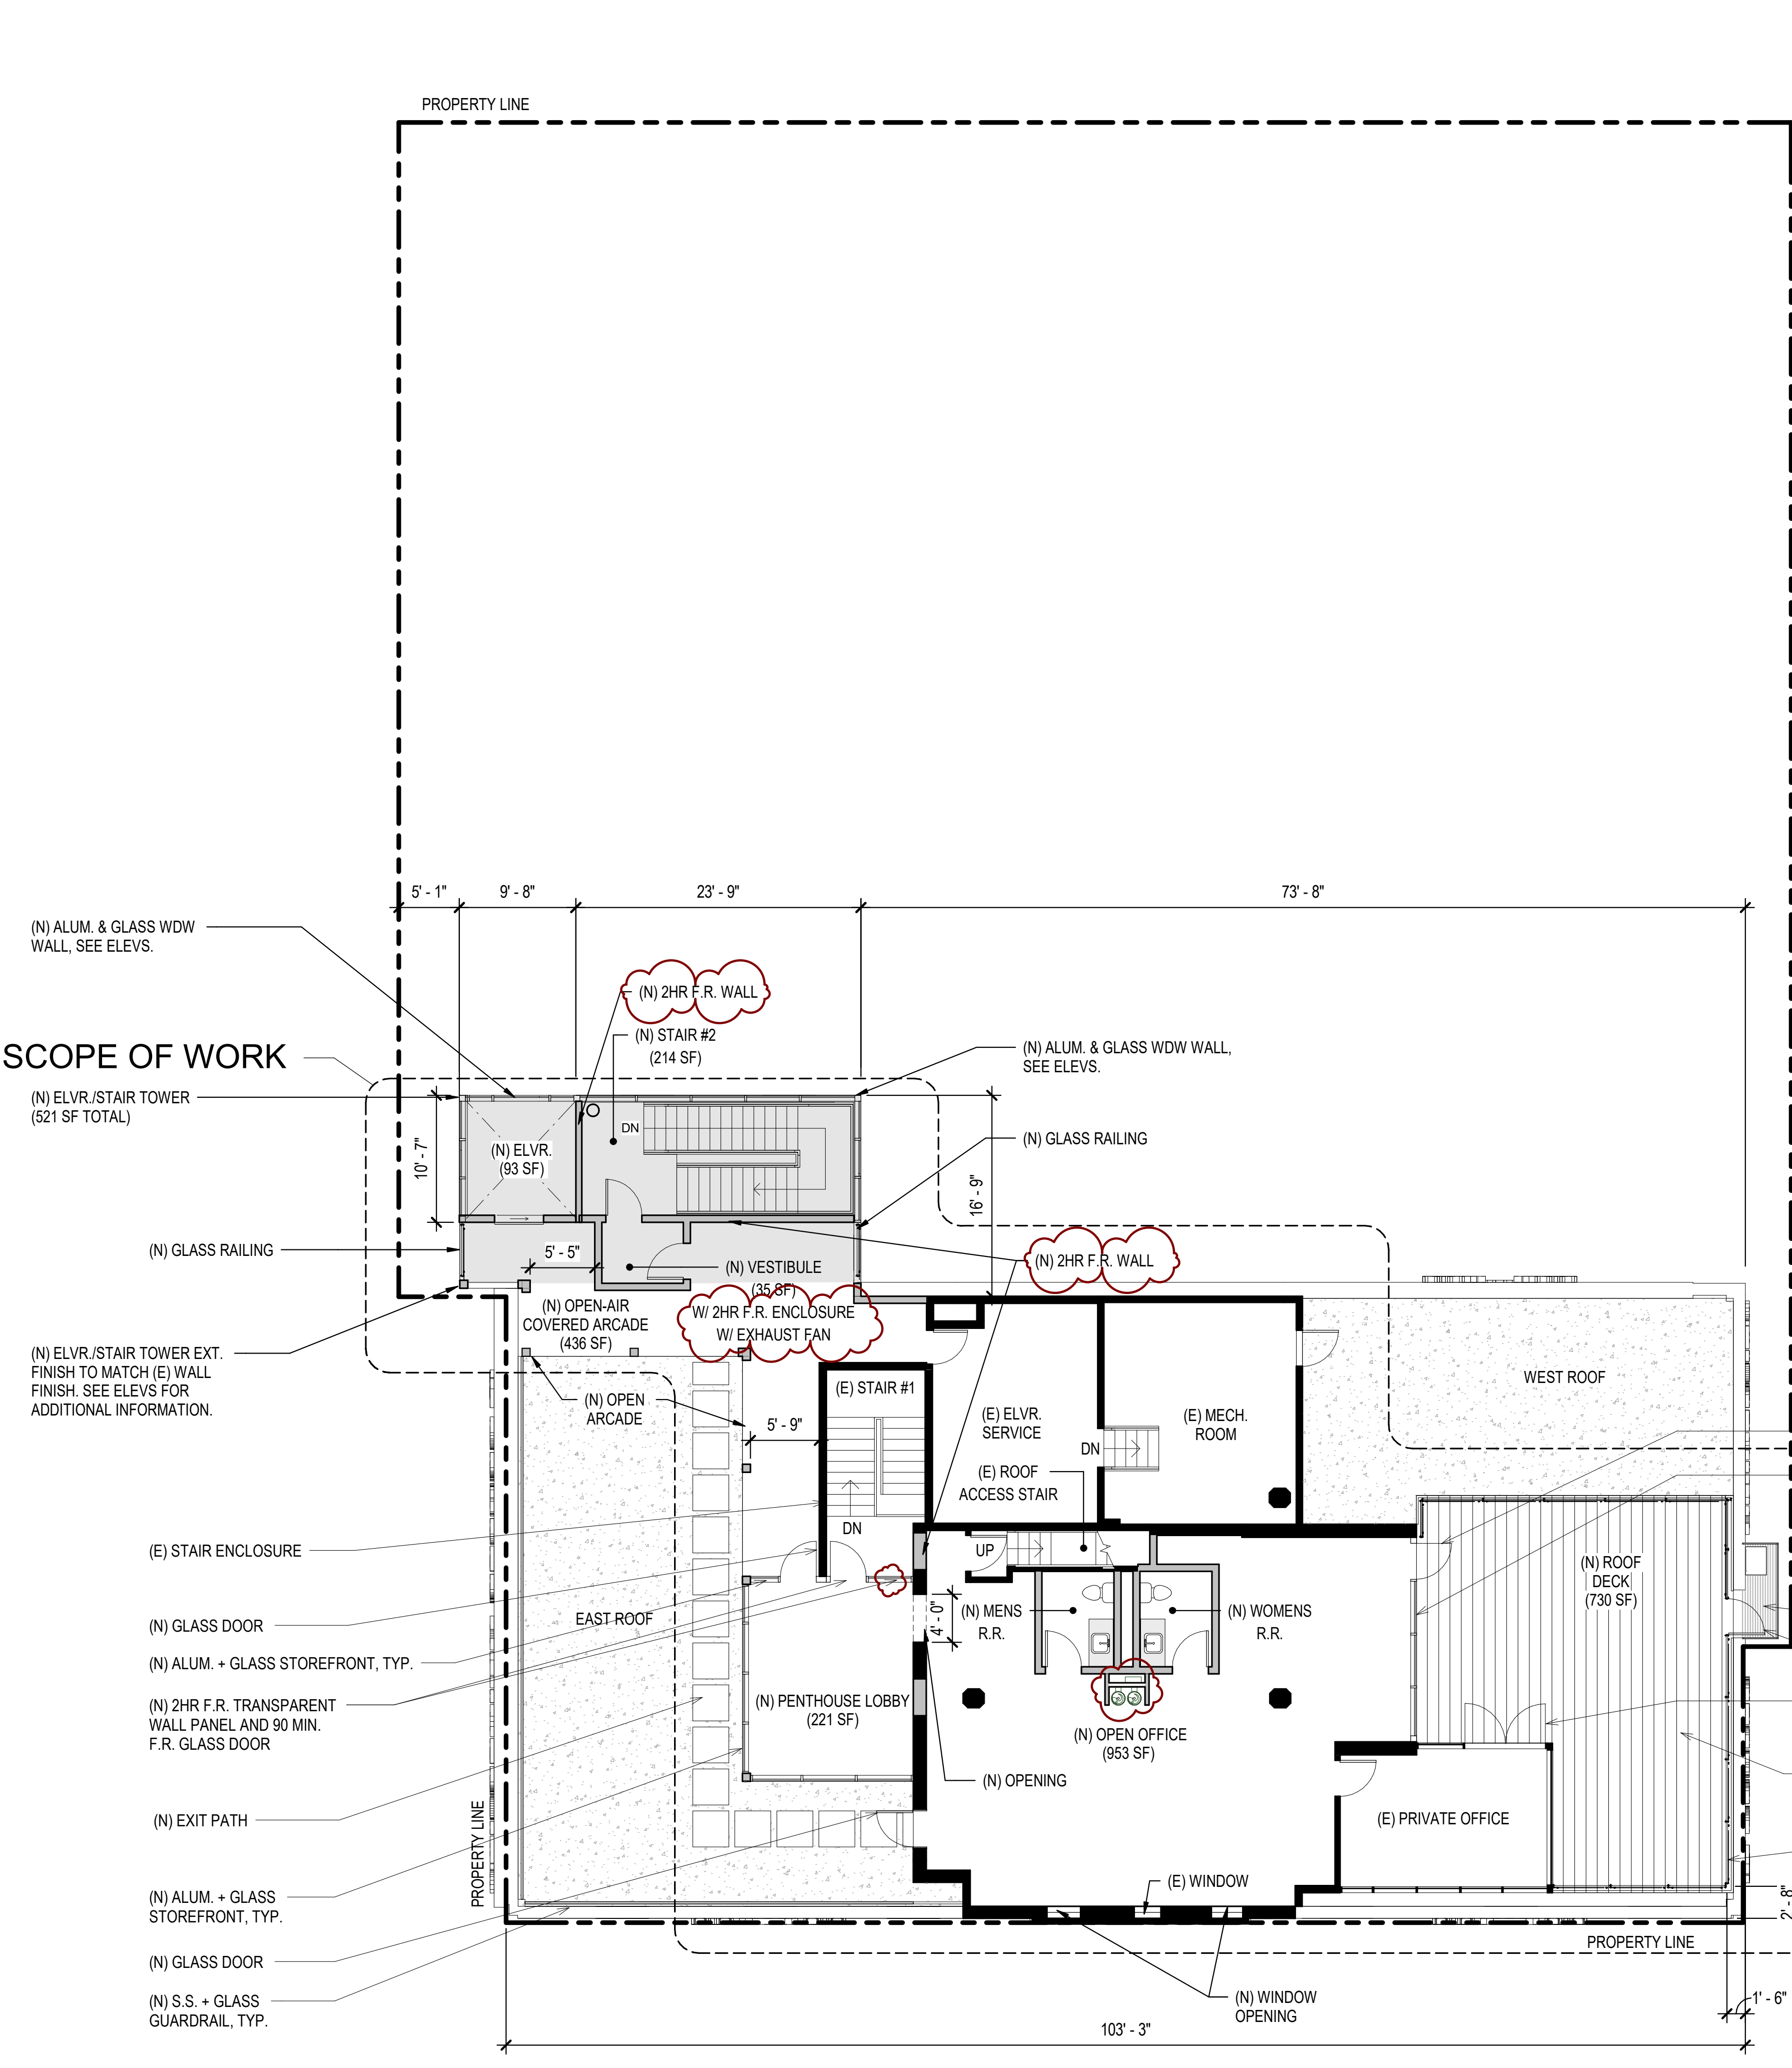 PROPERTY LINE
5' - 1"
9' - 8"
23' - 9"
73' - 8"
(N) ALUM. & GLASS WDW
WALL, SEE ELEVS.
(N) 2HR F.R. WALL
(N) STAIR #2
(214 SF)
SCOPE OF WORK
(N) ALUM. & GLASS WDW WALL,
SEE ELEVS.
(N) ELVR./STAIR TOWER
(521 SF TOTAL)
DN
(N) GLASS RAILING
10' - 7"
(N) ELVR.
(93 SF)
16' - 9"
(N) GLASS RAILING
5' - 5"
(N) VESTIBULE
(35 SF)
W/ 2HR F.R. ENCLOSURE
W/ EXHAUST FAN
(N) 2HR F.R. WALL
(N) OPEN-AIR
COVERED ARCADE
(436 SF)
(N) ELVR./STAIR TOWER EXT.
FINISH TO MATCH (E) WALL
FINISH. SEE ELEVS FOR
ADDITIONAL INFORMATION.
(N) OPEN
ARCADE
5' - 9"
(E) STAIR #1
DN
(E) ELVR.
SERVICE
DN
(E) MECH.
ROOM
WEST ROOF
(E) ROOF
ACCESS STAIR
UP
(E) STAIR ENCLOSURE
(N) ROOF
DECK
(730 SF)
EAST ROOF
4' - 0"
(N) MENS
R.R.
(N) WOMENS
R.R.
(N) GLASS DOOR
(N) ALUM. + GLASS STOREFRONT, TYP.
(N) 2HR F.R. TRANSPARENT
WALL PANEL AND 90 MIN.
F.R. GLASS DOOR
(N) PENTHOUSE LOBBY
(221 SF)
(N) OPEN OFFICE
(953 SF)
(N) OPENING
(N) EXIT PATH
(E) PRIVATE OFFICE
PROPERTY LINE
(N) ALUM. + GLASS
STOREFRONT, TYP.
(E) WINDOW
2' - 8"
(N) GLASS DOOR
PROPERTY LINE
(N) S.S. + GLASS
GUARDRAIL, TYP.
(N) WINDOW
OPENING
1' - 6"
103' - 3"